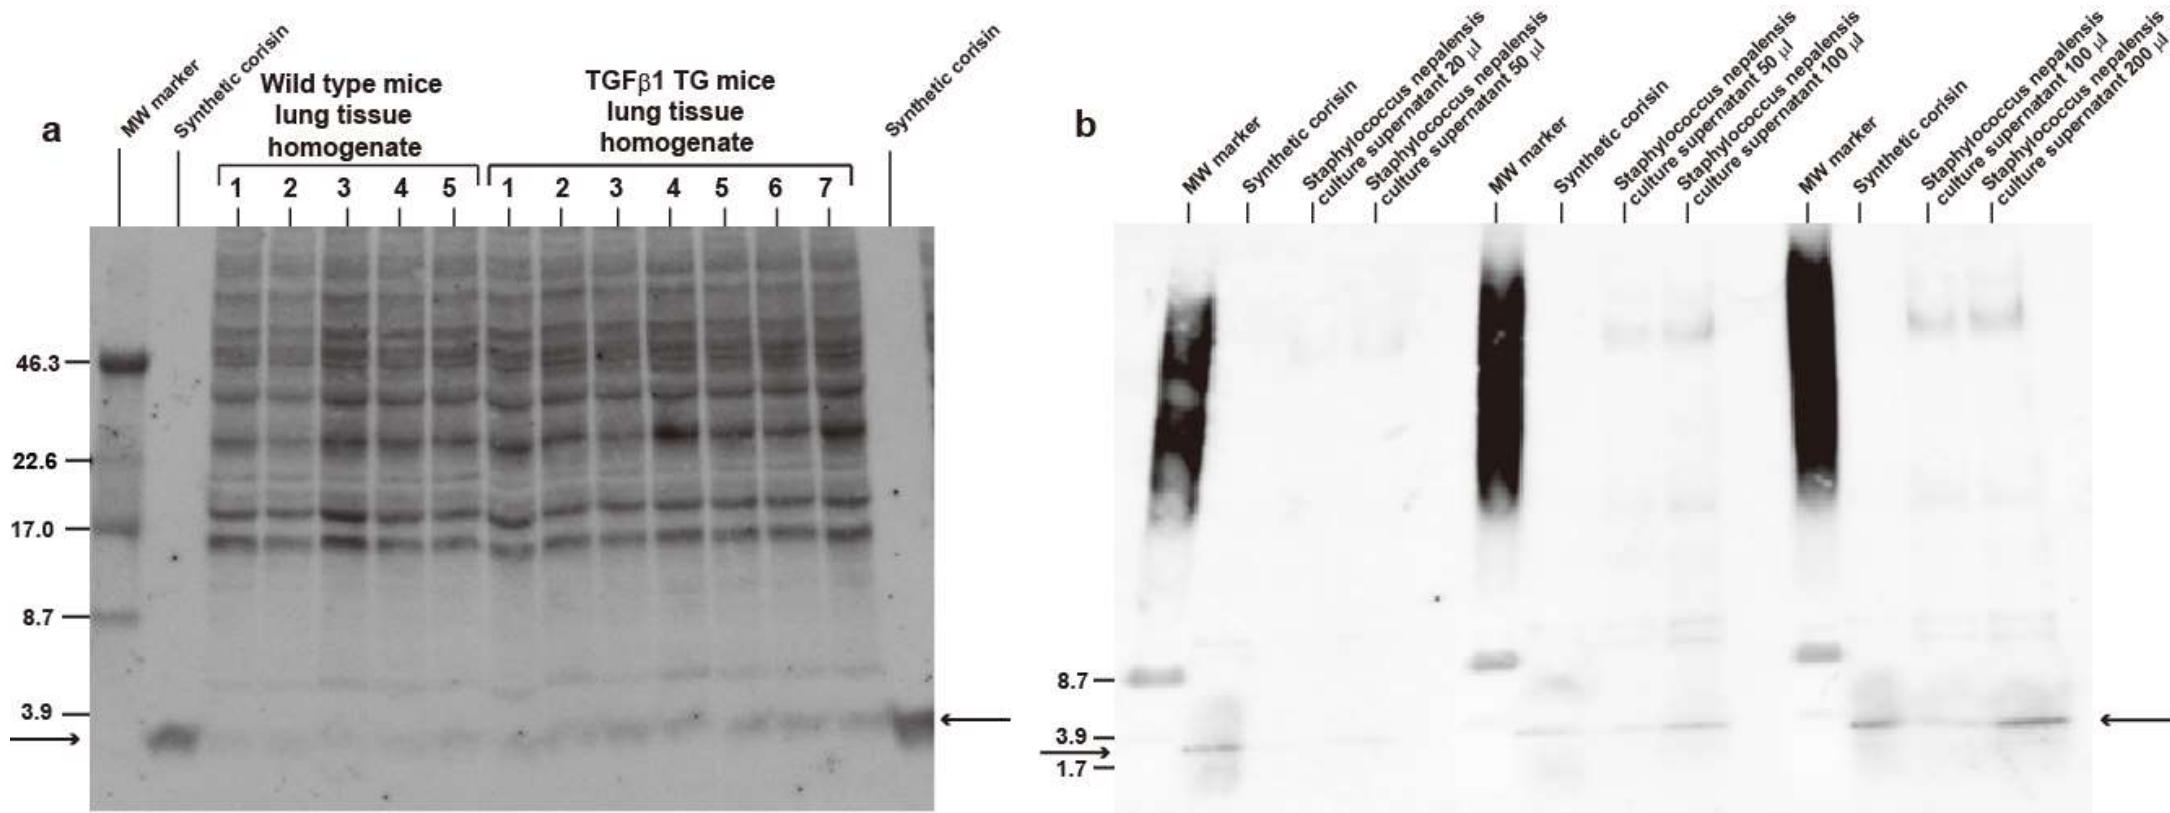 a
MW marker
Synthetic corisin
Wild type mice
lung tissue
homogenate
TGFβ1 TG mice
lung tissue
homogenate
Synthetic corisin
1 2 3 4 5 1 2 3 4 5 6 7
46.3
22.6
17.0
8.7
3.9
b
MW marker
Synthetic corisin
Staphylococcus nepalensis
culture supernatant 20 μl
Staphylococcus nepalensis
culture supernatant 50 μl
MW marker
Synthetic corisin
Staphylococcus nepalensis
culture supernatant 50 μl
Staphylococcus nepalensis
culture supernatant 100 μl
MW marker
Synthetic corisin
Staphylococcus nepalensis
culture supernatant 100 μl
Staphylococcus nepalensis
culture supernatant 200 μl
8.7
3.9
1.7